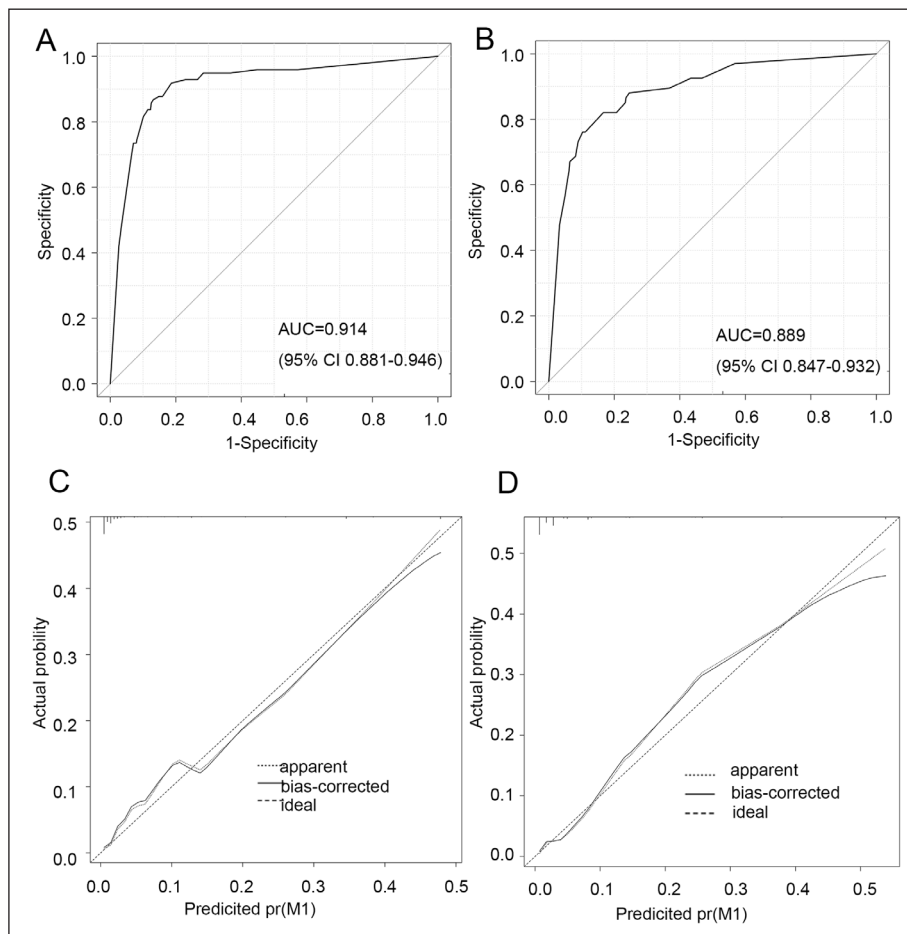 A
1.0
0.8
0.6
0.4
0.2
0.0
Specificity
AUC=0.914
(95% CI 0.881-0.946)
0.0 0.2 0.4 0.6 0.8 1.0
1-Specificity
B
1.0
0.8
0.6
0.4
0.2
0.0
Specificity
AUC=0.889
(95% CI 0.847-0.932)
0.0 0.2 0.4 0.6 0.8 1.0
1-Specificity
C
0.5
0.4
0.3
0.2
0.1
0.0
Actual probility
apparent
bias-corrected
ideal
0.0 0.1 0.2 0.3 0.4 0.5
Predicited pr(M1)
D
0.5
0.4
0.3
0.2
0.1
0.0
Actual probility
apparent
bias-corrected
ideal
0.0 0.1 0.2 0.3 0.4 0.5
Predicited pr(M1)